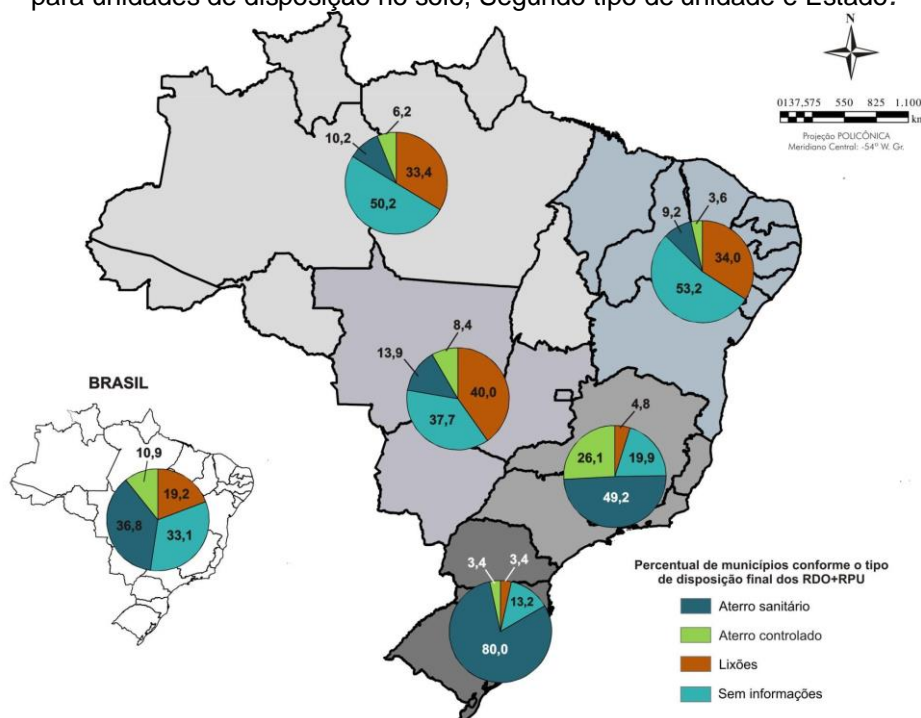 para unidades de disposição no solo, Segundo tipo de unidade e Estado.
0137,575 550 825 1.100
km
Projeção POLICÔNICA
Meridiano Central: -54º W. Gr.
6,2
10,2
33,4
50,2
3,6
9,2
34,0
53,2
8,4
13,9
40,0
37,7
BRASIL
10,9
19,2
36,8
33,1
4,8
26,1
19,9
49,2
3,4
3,4
13,2
80,0
Percentual de municípios conforme o tipo
de disposição final dos RDO+RPU
Aterro sanitário
Aterro controlado
Lixões
Sem informações